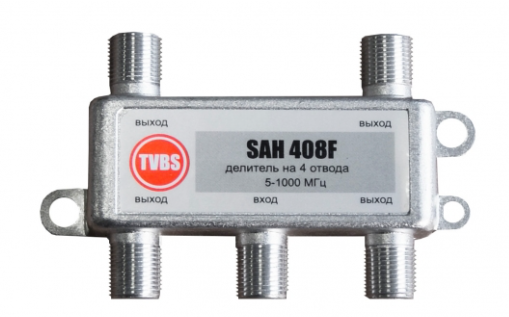 выход
выход
TVBS
SAH 408F
делитель на 4 отвода
5-1000 МГц
выход
вход
выход